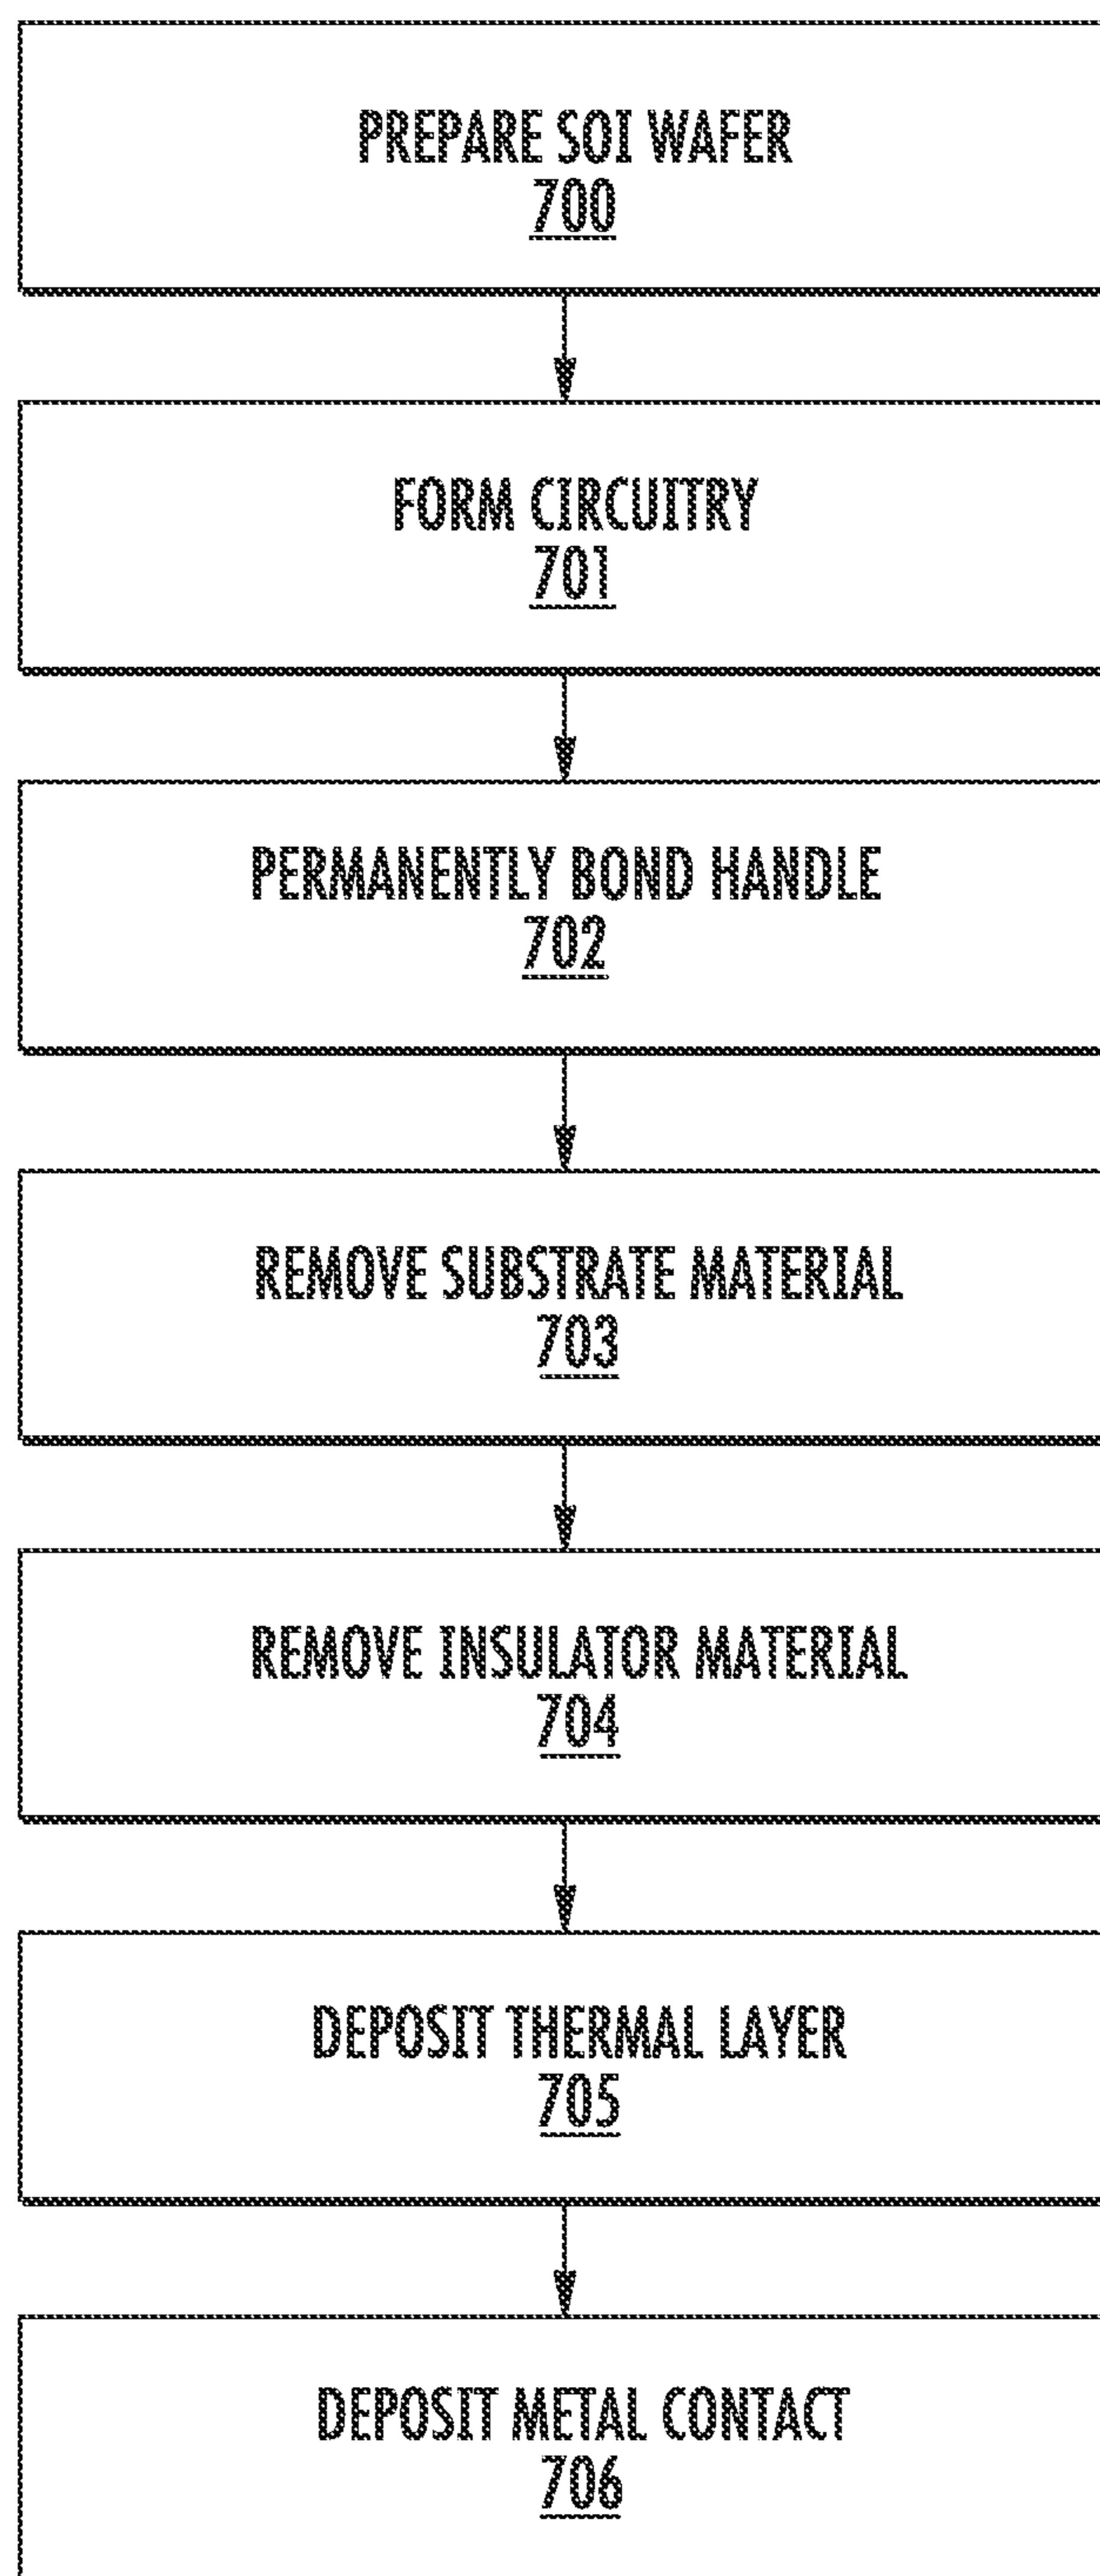 PREPARE SOI WAFER
700
FORM CIRCUITRY
701
PERMANENTLY BOND HANDLE
702
REMOVE SUBSTRATE MATERIAL
703
REMOVE INSULATOR MATERIAL
704
DEPOSIT THERMAL LAYER
705
DEPOSIT METAL CONTACT
706